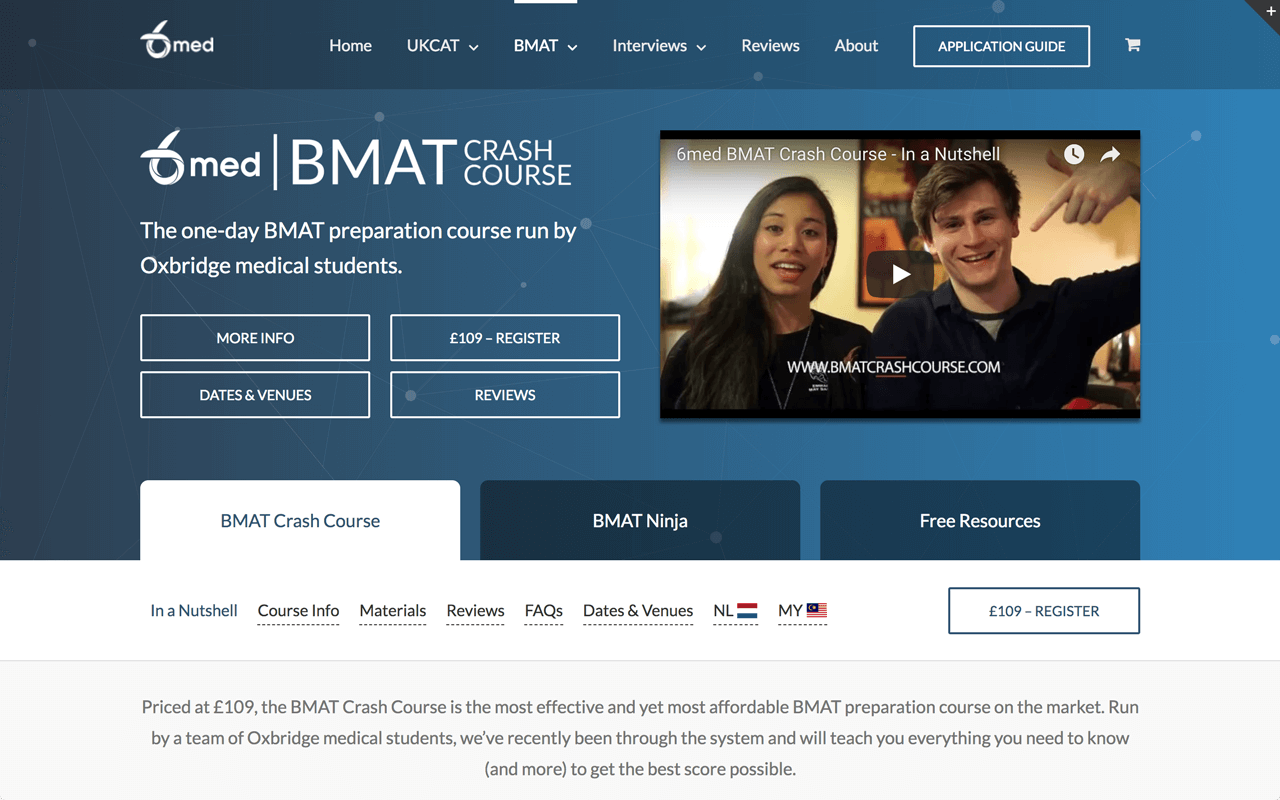 6med
Home
UKCAT
BMAT
Interviews
Reviews
About
APPLICATION GUIDE
+
6med | BMAT CRASH COURSE
The one-day BMAT preparation course run by
Oxbridge medical students.
MORE INFO
£109 – REGISTER
DATES & VENUES
REVIEWS
6med BMAT Crash Course - In a Nutshell
WWW.BMATCRASHCOURSE.COM
BMAT Crash Course
BMAT Ninja
Free Resources
In a Nutshell
Course Info
Materials
Reviews
FAQs
Dates & Venues
NL
MY
£109 – REGISTER
Priced at £109, the BMAT Crash Course is the most effective and yet most affordable BMAT preparation course on the market. Run
by a team of Oxbridge medical students, we’ve recently been through the system and will teach you everything you need to know
(and more) to get the best score possible.